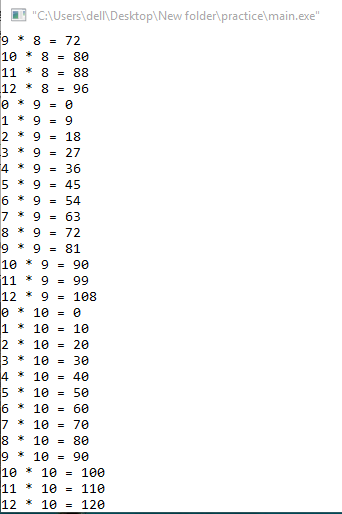 "C:\Users\dell\Desktop\New folder\practice\main.exe"
9 * 8 = 72
10 * 8 = 80
11 * 8 = 88
12 * 8 = 96
0 * 9 = 0
1 * 9 = 9
2 * 9 = 18
3 * 9 = 27
4 * 9 = 36
5 * 9 = 45
6 * 9 = 54
7 * 9 = 63
8 * 9 = 72
9 * 9 = 81
10 * 9 = 90
11 * 9 = 99
12 * 9 = 108
0 * 10 = 0
1 * 10 = 10
2 * 10 = 20
3 * 10 = 30
4 * 10 = 40
5 * 10 = 50
6 * 10 = 60
7 * 10 = 70
8 * 10 = 80
9 * 10 = 90
10 * 10 = 100
11 * 10 = 110
12 * 10 = 120